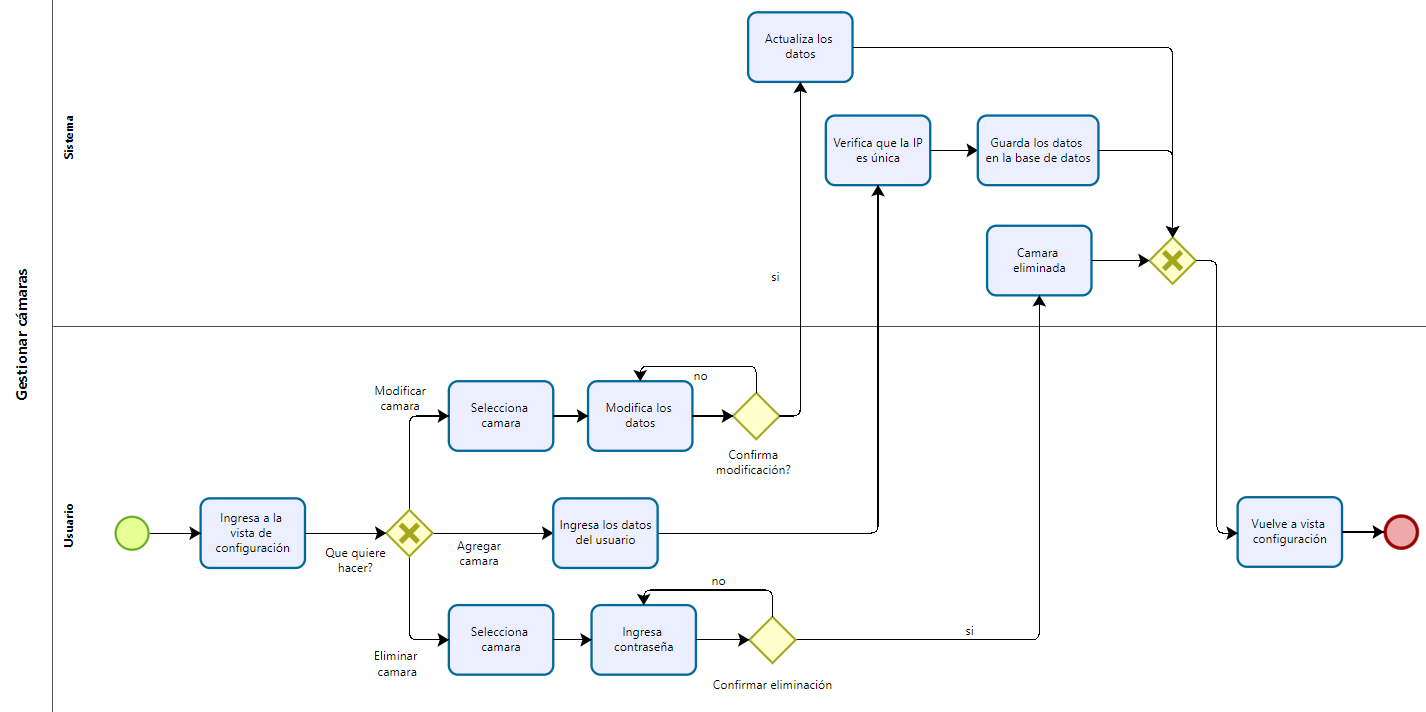 Gestionar cámaras
Sistema
Actualiza los
datos
Verifica que la IP
es única
Guarda los datos
en la base de datos
Camara
eliminada
si
Usuario
Ingresa a la
vista de
configuración
Que quiere
hacer?
Modificar
camara
Selecciona
camara
Modifica los
datos
no
Confirma
modificación?
Agregar
camara
Ingresa los datos
del usuario
Eliminar
camara
Selecciona
camara
Ingresa
contraseña
no
Confirmar eliminación
si
Vuelve a vista
configuración